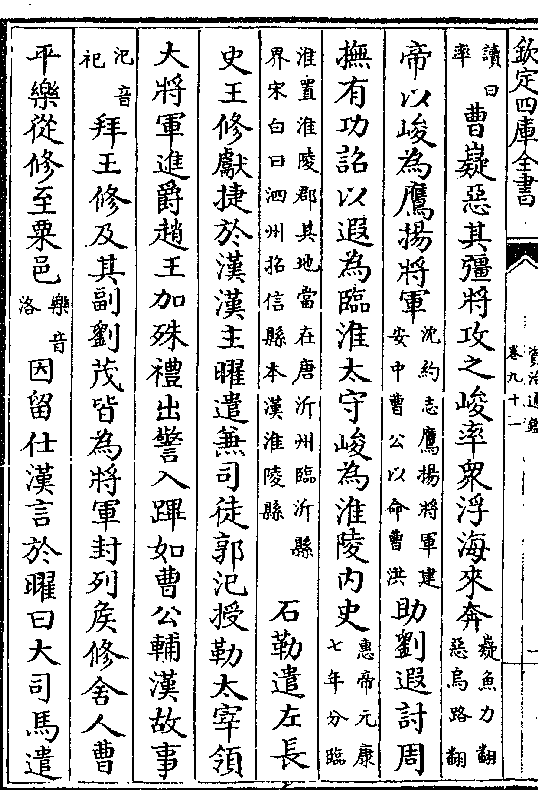 欽定四庫全書
資治通鑑
卷九十一
一
讀曰率曹嶷惡其彊將攻之峻率衆浮海來奔嶷魚力翻惡烏路翻
帝以峻為鷹揚將軍沈約志鷹揚將軍建安中曹公以命曹洪助劉遐討周
撫有功詔以遐為臨淮太守峻為淮陵内史惠帝元康七年分臨
淮置淮陵郡其地當在唐沂州臨沂縣界宋白曰泗州招信縣本漢淮陵縣石勒遣左長
史王修獻捷於漢漢主曜遣兼司徒郭汜授勒太宰領
大將軍進爵趙王加殊禮出警入蹕如曹公輔漢故事
汜音祀拜王修及其副劉茂皆為將軍封列侯修舍人曹
平樂從修至粟邑樂音洛因留仕漢言於曜曰大司馬遣